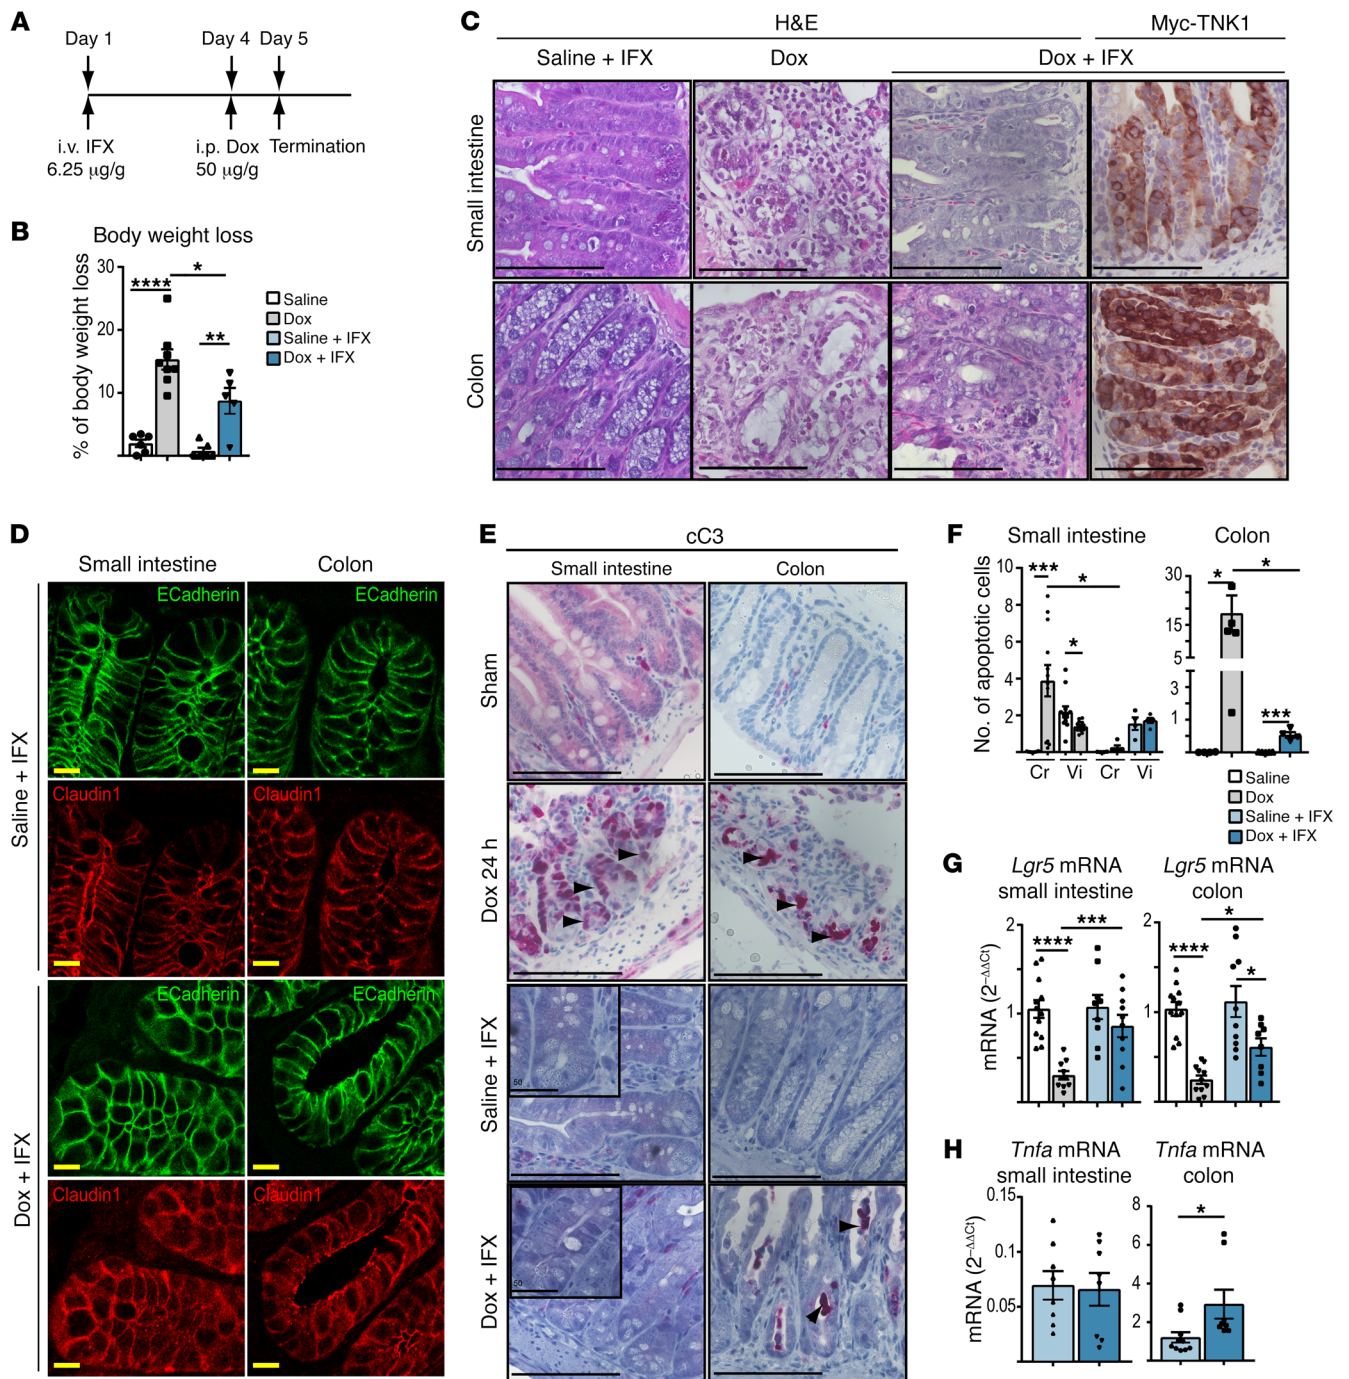 A
Day 1
Day 4
Day 5
i.v. IFX
6.25 µg/g
i.p. Dox
50 µg/g
Termination
B
Body weight loss
% of body weight loss
30
20
10
****
*
**
Saline
Dox
Saline + IFX
Dox + IFX
C
H&E
Myc-TNK1
Saline + IFX
Dox
Dox + IFX
Small intestine
Colon
D
Small intestine
Colon
Saline + IFX
ECadherin
ECadherin
Claudin1
Claudin1
Dox + IFX
ECadherin
ECadherin
Claudin1
Claudin1
E
cC3
Small intestine
Colon
Sham
Dox 24 h
Saline + IFX
50
Dox + IFX
50
F
Small intestine
Colon
No. of apoptotic cells
10
8
6
4
2
***
*
*
Cr
Vi
Cr
Vi
30
15
5
3
1
*
*
***
Saline
Dox
Saline + IFX
Dox + IFX
G
Lgr5 mRNA
small intestine
Lgr5 mRNA
colon
mRNA (2−ΔΔCt)
2
1
****
***
2
1
****
*
*
H
Tnfa mRNA
small intestine
Tnfa mRNA
colon
mRNA (2−ΔΔCt)
0.15
0.1
0.05
8
6
4
2
*